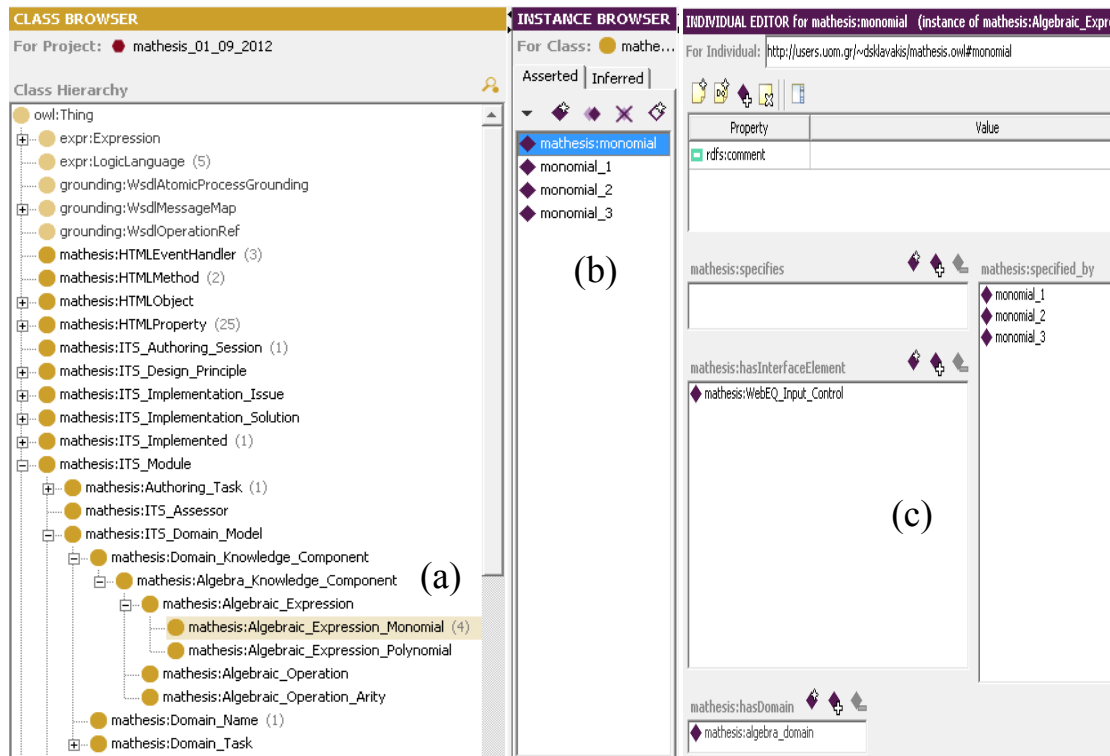 CLASS BROWSER
For Project: mathesis_01_09_2012
Class Hierarchy
owl:Thing
expr:Expression
expr:LogicLanguage (5)
grounding:WsdlAtomicProcessGrounding
grounding:WsdlMessageMap
grounding:WsdlOperationRef
mathesis:HTMLEventHandler (3)
mathesis:HTMLMethod (2)
mathesis:HTMLObject
mathesis:HTMLProperty (25)
mathesis:ITS_Authoring_Session (1)
mathesis:ITS_Design_Principle
mathesis:ITS_Implementation_Issue
mathesis:ITS_Implementation_Solution
mathesis:ITS_Implemented (1)
mathesis:ITS_Module
mathesis:Authoring_Task (1)
mathesis:ITS_Assessor
mathesis:ITS_Domain_Model
mathesis:Domain_Knowledge_Component
mathesis:Algebra_Knowledge_Component
(a)
mathesis:Algebraic_Expression
mathesis:Algebraic_Expression_Monomial (4)
mathesis:Algebraic_Expression_Polynomial
mathesis:Algebraic_Operation
mathesis:Algebraic_Operation_Arity
mathesis:Domain_Name (1)
mathesis:Domain_Task
INSTANCE BROWSER
For Class: mathe...
Asserted Inferred
mathesis:monomial
monomial_1
monomial_2
monomial_3
(b)
INDIVIDUAL EDITOR for mathesis:monomial (instance of mathesis:Algebraic_Expre
For Individual: http://users.uom.gr/~dsklavakis/mathesis.owl#monomial
Property Value
rdfs:comment
mathesis:specifies
mathesis:specified_by
monomial_1
monomial_2
monomial_3
mathesis:hasInterfaceElement
mathesis:WebEQ_Input_Control
(c)
mathesis:hasDomain
mathesis:algebra_domain